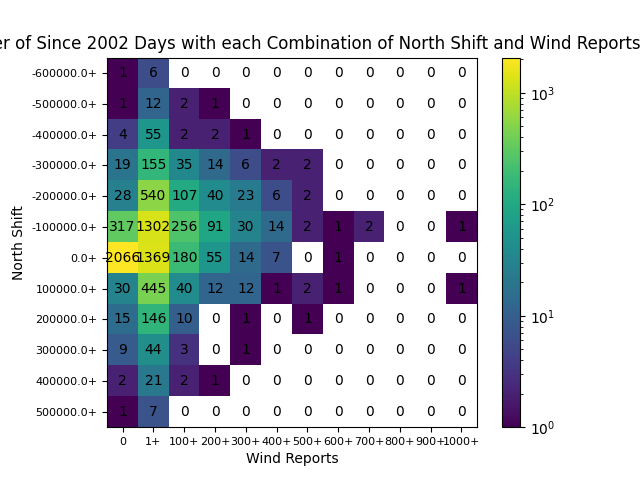 er of Since 2002 Days with each Combination of North Shift and Wind Reports
-600000.0+ 1 6 0 0 0 0 0 0 0 0 0 0
-500000.0+ 1 12 2 1 0 0 0 0 0 0 0 0
-400000.0+ 4 55 2 2 1 0 0 0 0 0 0 0
-300000.0+ 19 155 35 14 6 2 2 0 0 0 0 0
-200000.0+ 28 540 107 40 23 6 2 0 0 0 0 0
-100000.0+ 317 1302 256 91 30 14 2 1 2 0 0 1
0.0+ 2066 1369 180 55 14 7 0 1 0 0 0 0
100000.0+ 30 445 40 12 12 1 2 1 0 0 0 1
200000.0+ 15 146 10 0 1 0 1 0 0 0 0 0
300000.0+ 9 44 3 0 1 0 0 0 0 0 0 0
400000.0+ 2 21 2 1 0 0 0 0 0 0 0 0
500000.0+ 1 7 0 0 0 0 0 0 0 0 0 0
0 1+ 100+ 200+ 300+ 400+ 500+ 600+ 700+ 800+ 900+ 1000+
Wind Reports
North Shift
10³
10²
10¹
10⁰